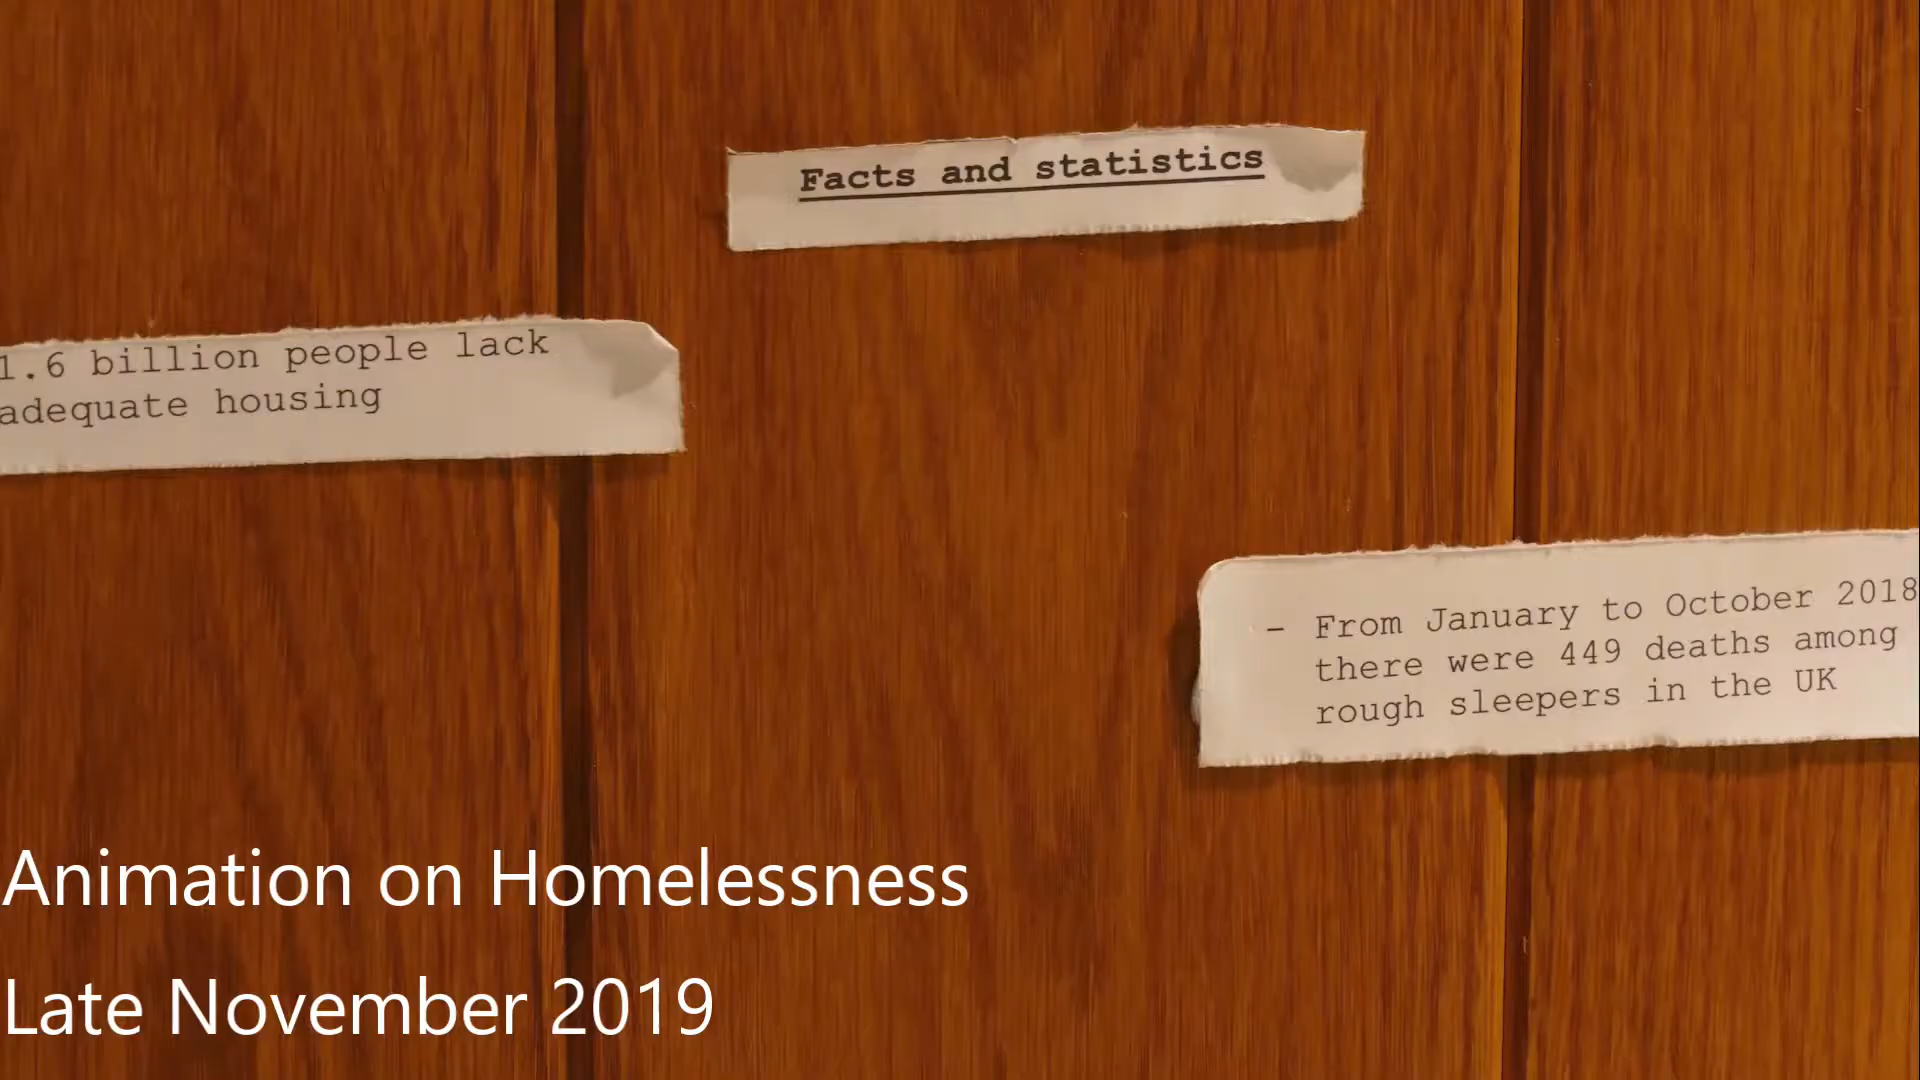 Facts and statistics
1.6 billion people lack
adequate housing
- From January to October 2018
there were 449 deaths among
rough sleepers in the UK
Animation on Homelessness
Late November 2019